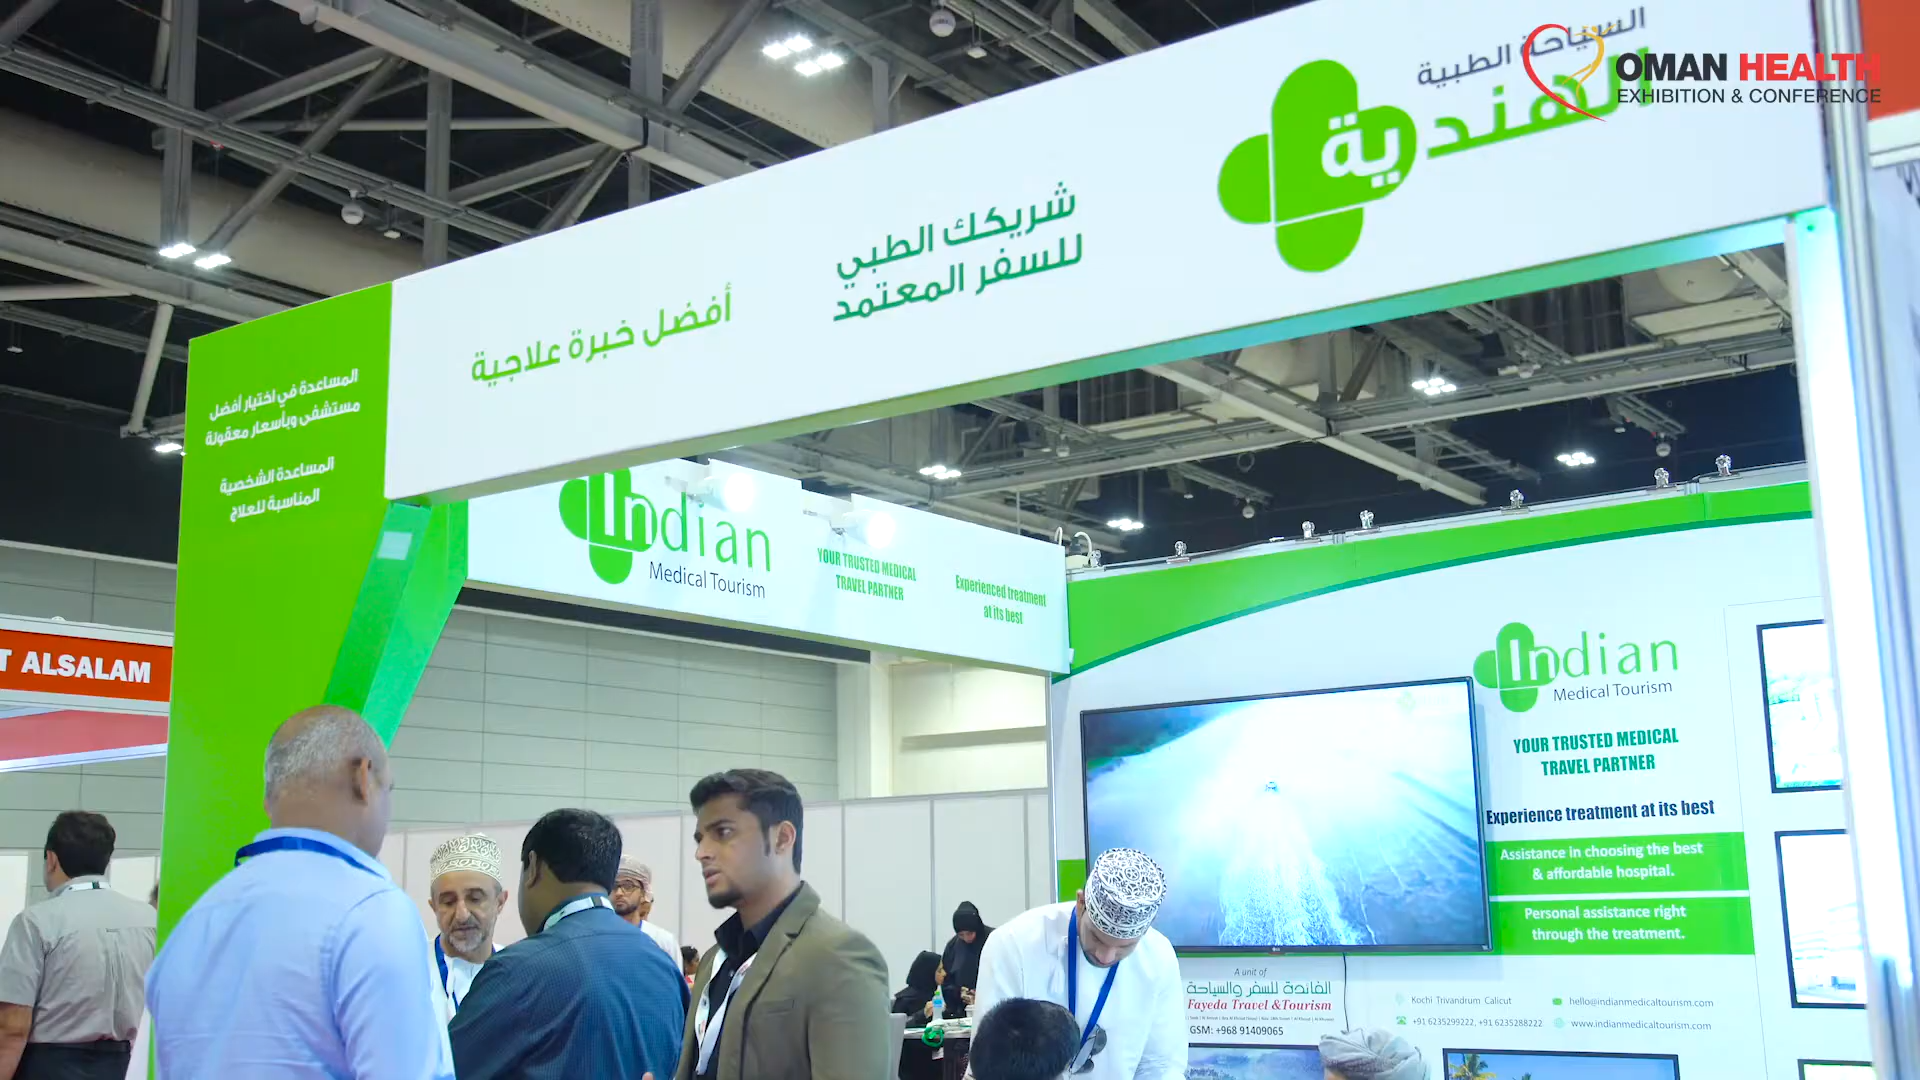 OMAN HEALTH
EXHIBITION & CONFERENCE
السياحة الطبية
الهندية
شريكك الطبي
للسفر المعتمد
أفضل خبرة علاجية
المساعدة في اختيار أفضل
مستشفى وبأسعار معقولة
المساعدة الشخصية
المناسبة للعلاج
Indian
Medical Tourism
YOUR TRUSTED MEDICAL
TRAVEL PARTNER
Experienced treatment
at its best
T ALSALAM
Indian
Medical Tourism
YOUR TRUSTED MEDICAL
TRAVEL PARTNER
Experience treatment at its best
Assistance in choosing the best
& affordable hospital.
Personal assistance right
through the treatment.
A unit of
الفائدة للسفر والسياحة
Fayeda Travel & Tourism
GSM: +968 91409065
Kochi Trivandrum Calicut
+91 6235299222, +91 6235288222
hello@indianmedicaltourism.com
www.indianmedicaltourism.com